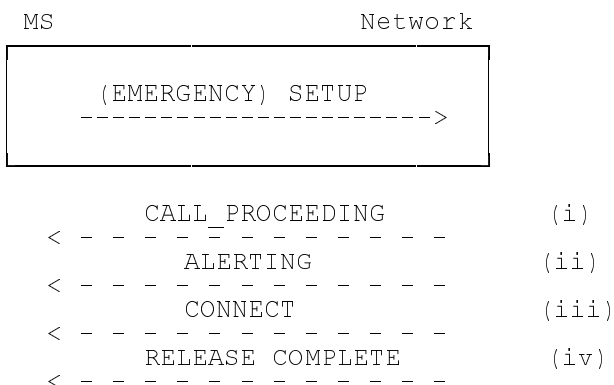 MS Network
(EMERGENCY) SETUP
CALL_PROCEEDING (i)
ALERTING (ii)
CONNECT (iii)
RELEASE COMPLETE (iv)